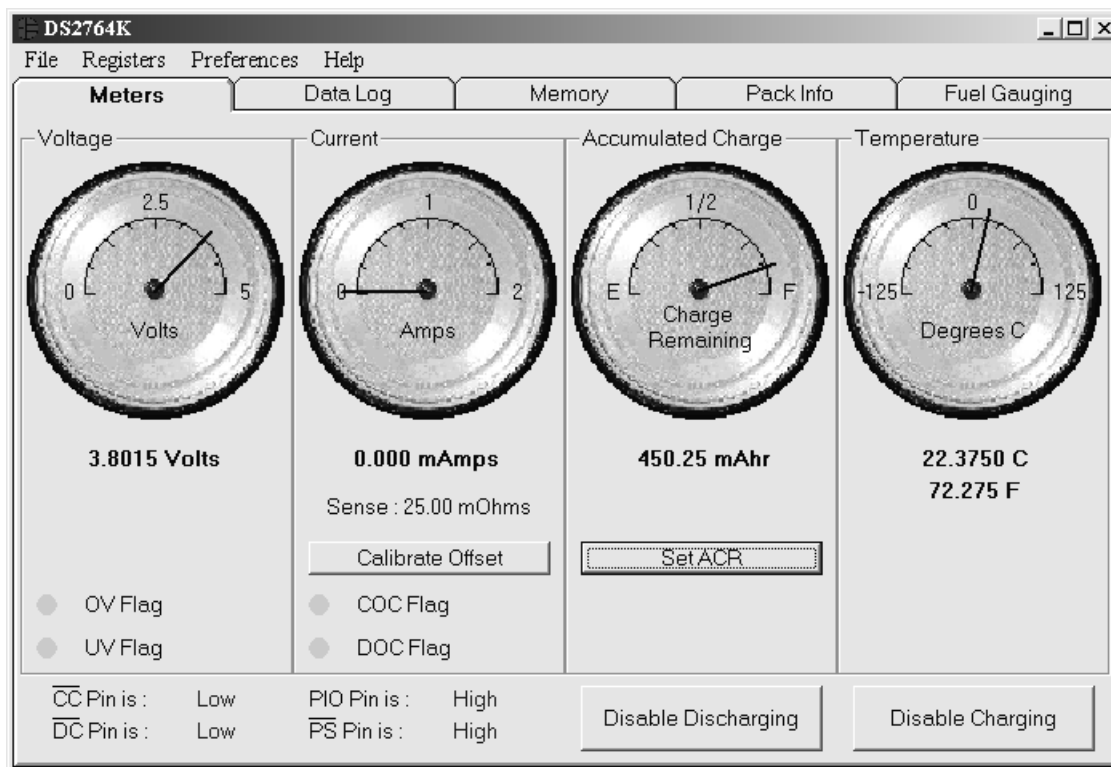 DS2764K
File Registers Preferences Help
Meters Data Log Memory Pack Info Fuel Gauging
Voltage Current Accumulated Charge Temperature
2.5 1 1/2 0
0 5 0 2 E F -125 125
Volts Amps Charge Remaining Degrees C
3.8015 Volts 0.000 mAmps 450.25 mAhr 22.3750 C
72.275 F
Sense : 25.00 mOhms
Calibrate Offset Set ACR
OV Flag COC Flag
UV Flag DOC Flag
C̅C̅ Pin is : Low PIO Pin is : High
D̅C̅ Pin is : Low P̅S̅ Pin is : High
Disable Discharging Disable Charging